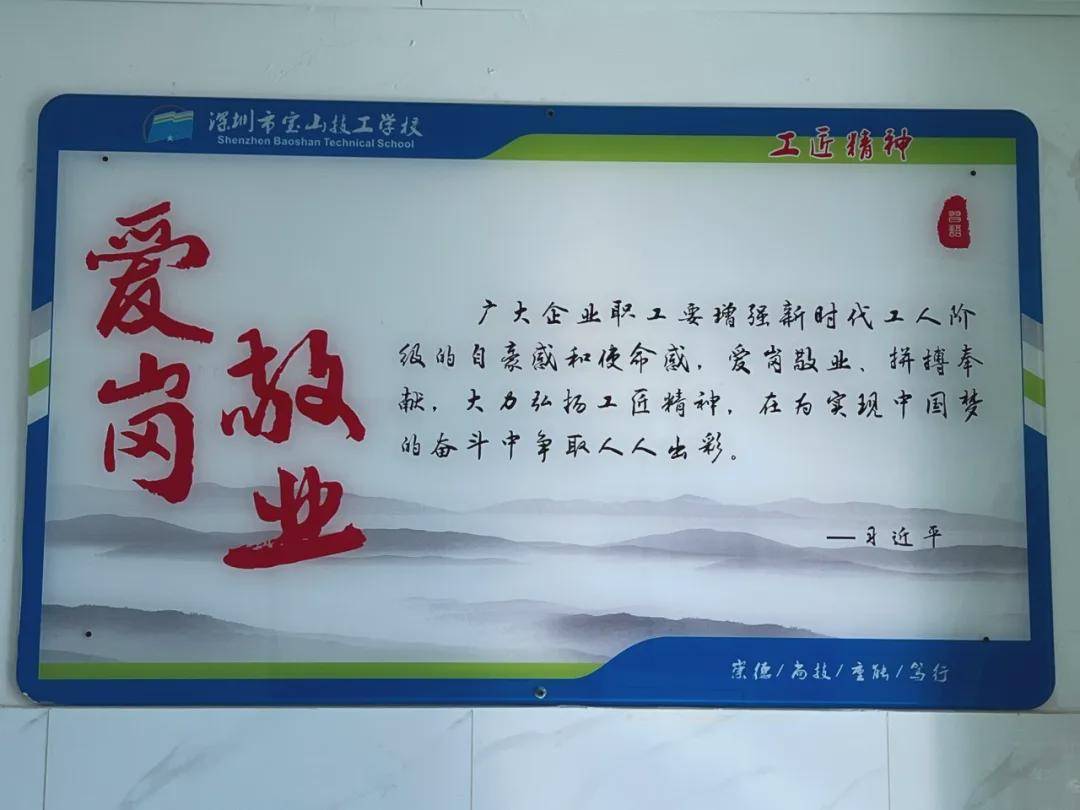 深圳市宝山技工学校
Shenzhen Baoshan Technical School
工匠精神
习语
爱岗
敬业
广大企业职工要增强新时代工人阶
级的自豪感和使命感，爱岗敬业、拼搏奉
献，大力弘扬工匠精神，在为实现中国梦
的奋斗中争取人人出彩。
—习近平
崇德/尚技/重能/笃行